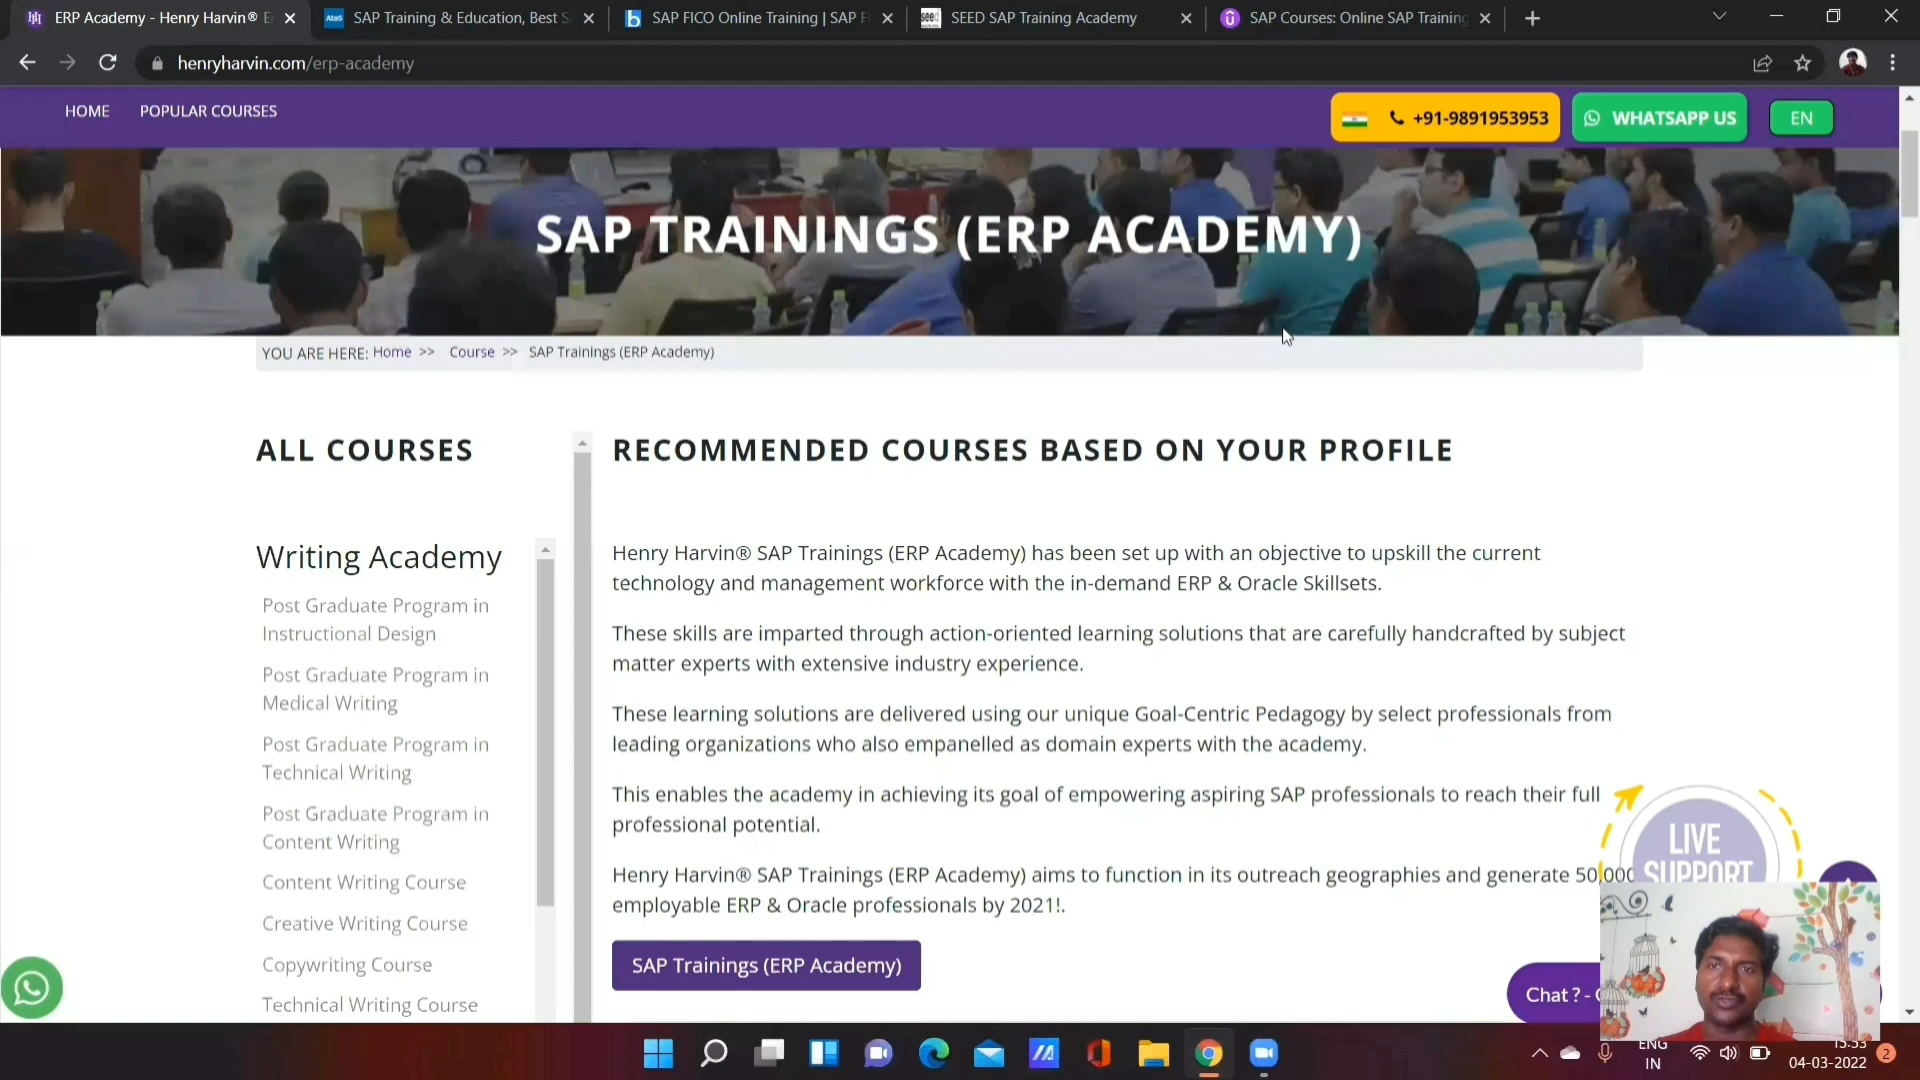 ERP Academy - Henry Harvin® E
SAP Training & Education, Best S
SAP FICO Online Training | SAP F
SEED SAP Training Academy
SAP Courses: Online SAP Training
henryharvin.com/erp-academy
HOME
POPULAR COURSES
+91-9891953953
WHATSAPP US
EN
SAP TRAININGS (ERP ACADEMY)
YOU ARE HERE: Home >> Course >> SAP Trainings (ERP Academy)
ALL COURSES
Writing Academy
Post Graduate Program in
Instructional Design
Post Graduate Program in
Medical Writing
Post Graduate Program in
Technical Writing
Post Graduate Program in
Content Writing
Content Writing Course
Creative Writing Course
Copywriting Course
Technical Writing Course
RECOMMENDED COURSES BASED ON YOUR PROFILE
Henry Harvin® SAP Trainings (ERP Academy) has been set up with an objective to upskill the current
technology and management workforce with the in-demand ERP & Oracle Skillsets.
These skills are imparted through action-oriented learning solutions that are carefully handcrafted by subject
matter experts with extensive industry experience.
These learning solutions are delivered using our unique Goal-Centric Pedagogy by select professionals from
leading organizations who also empanelled as domain experts with the academy.
This enables the academy in achieving its goal of empowering aspiring SAP professionals to reach their full
professional potential.
Henry Harvin® SAP Trainings (ERP Academy) aims to function in its outreach geographies and generate 50,000
employable ERP & Oracle professionals by 2021!.
SAP Trainings (ERP Academy)
LIVE
SUPPORT
Chat ? -
ENG
IN
15:53
04-03-2022
2